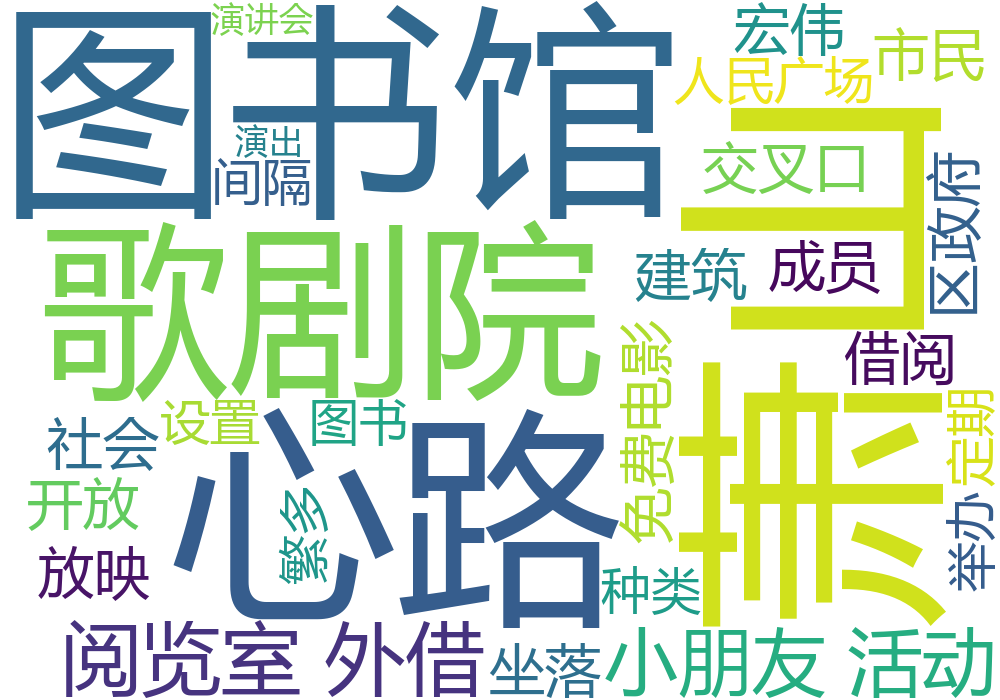 演讲会
图书馆
宏伟
市民
人民广场
演出
间隔
交叉口
区政府
歌剧院
建筑
成员
萧山
免费电影
借阅
社会
设置
图书
心路
定期
开放
繁多
放映
种类
举办
阅览室
外借
坐落
小朋友
活动